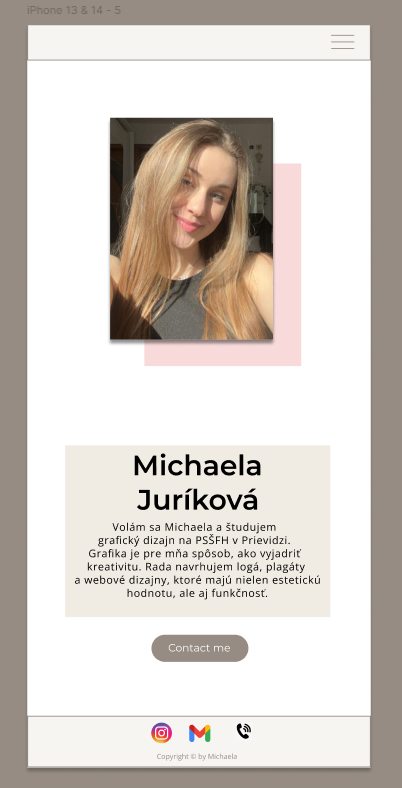 iPhone 13 & 14 – 5
Michaela
Juríková
Volám sa Michaela a študujem
grafický dizajn na PSŠFH v Prievidzi.
Grafika je pre mňa spôsob, ako vyjadriť
kreativitu. Rada navrhujem logá, plagáty
a webové dizajny, ktoré majú nielen estetickú
hodnotu, ale aj funkčnosť.
Contact me
Copyright © by Michaela